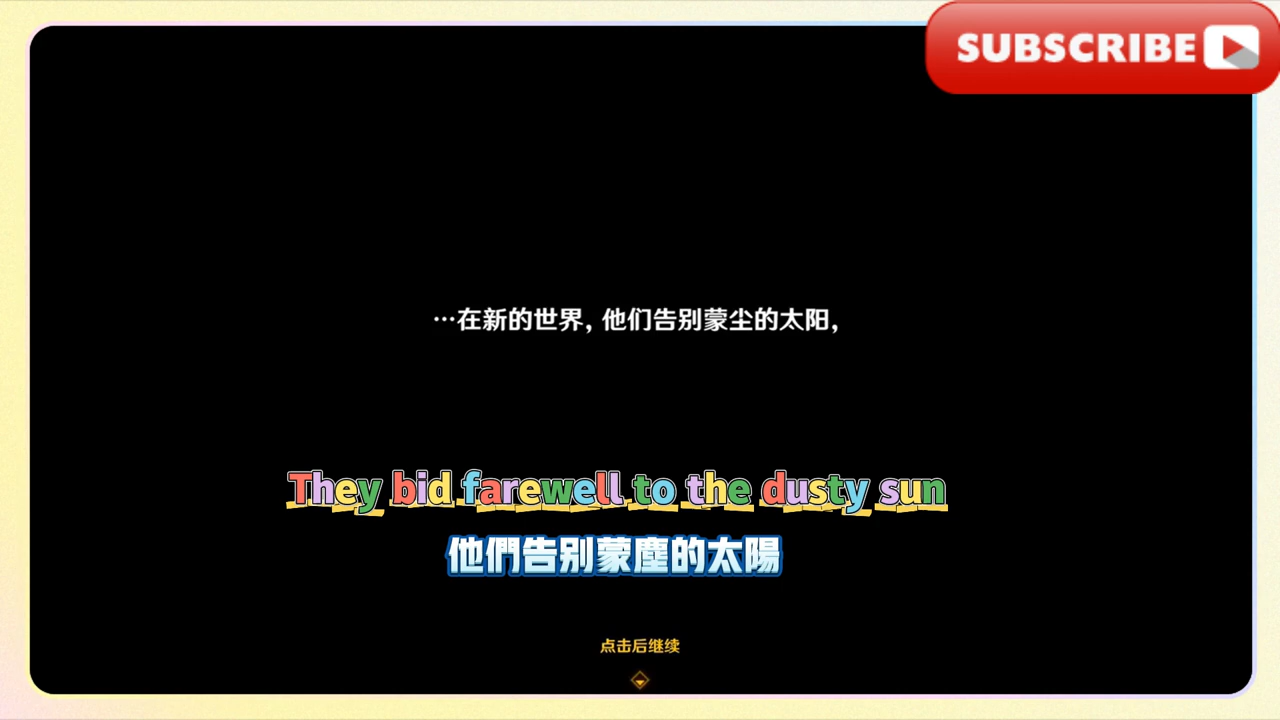 SUBSCRIBE
…在新的世界，他们告别蒙尘的太阳，
They bid farewell to the dusty sun
他們告別蒙塵的太陽
点击后继续